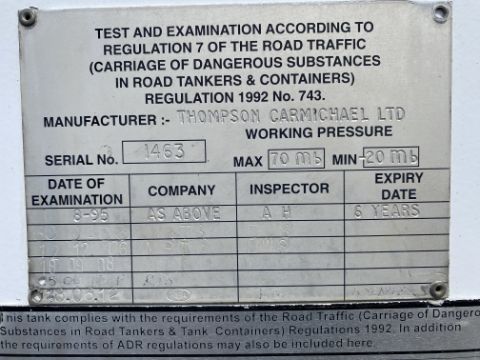 TEST AND EXAMINATION ACCORDING TO
REGULATION 7 OF THE ROAD TRAFFIC
(CARRIAGE OF DANGEROUS SUBSTANCES
IN ROAD TANKERS & CONTAINERS)
REGULATION 1992 No. 743.
MANUFACTURER :- THOMPSON CARMICHAEL LTD
WORKING PRESSURE
SERIAL No. 1463 MAX 70 mb MIN -20 mb
DATE OF EXAMINATION COMPANY INSPECTOR EXPIRY DATE
8-95 AS ABOVE A H 6 YEARS
This tank complies with the requirements of the Road Traffic (Carriage of Dangero
Substances in Road Tankers & Tank Containers) Regulations 1992. In addition
the requirements of ADR regulations may also be included here.